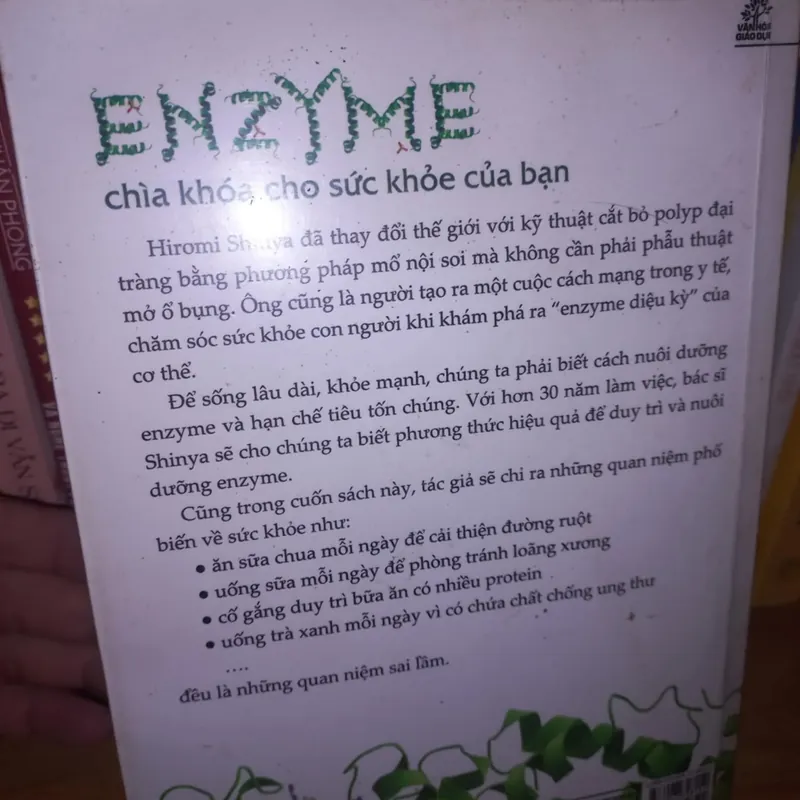 VĂN HÓA
GIÁO DỤC
ENZYME
chìa khóa cho sức khỏe của bạn
Hiromi Shinya đã thay đổi thế giới với kỹ thuật cắt bỏ polyp đại
tràng bằng phương pháp mổ nội soi mà không cần phải phẫu thuật
mở ổ bụng. Ông cũng là người tạo ra một cuộc cách mạng trong y tế,
chăm sóc sức khỏe con người khi khám phá ra “enzyme diệu kỳ” của
cơ thể.
Để sống lâu dài, khỏe mạnh, chúng ta phải biết cách nuôi dưỡng
enzyme và hạn chế tiêu tốn chúng. Với hơn 30 năm làm việc, bác sĩ
Shinya sẽ cho chúng ta biết phương thức hiệu quả để duy trì và nuôi
dưỡng enzyme.
Cũng trong cuốn sách này, tác giả sẽ chỉ ra những quan niệm phổ
biến về sức khỏe như:
• ăn sữa chua mỗi ngày để cải thiện đường ruột
• uống sữa mỗi ngày để phòng tránh loãng xương
• cố gắng duy trì bữa ăn có nhiều protein
• uống trà xanh mỗi ngày vì có chứa chất chống ung thư
....
đều là những quan niệm sai lầm.
PHONG
DI VĂN